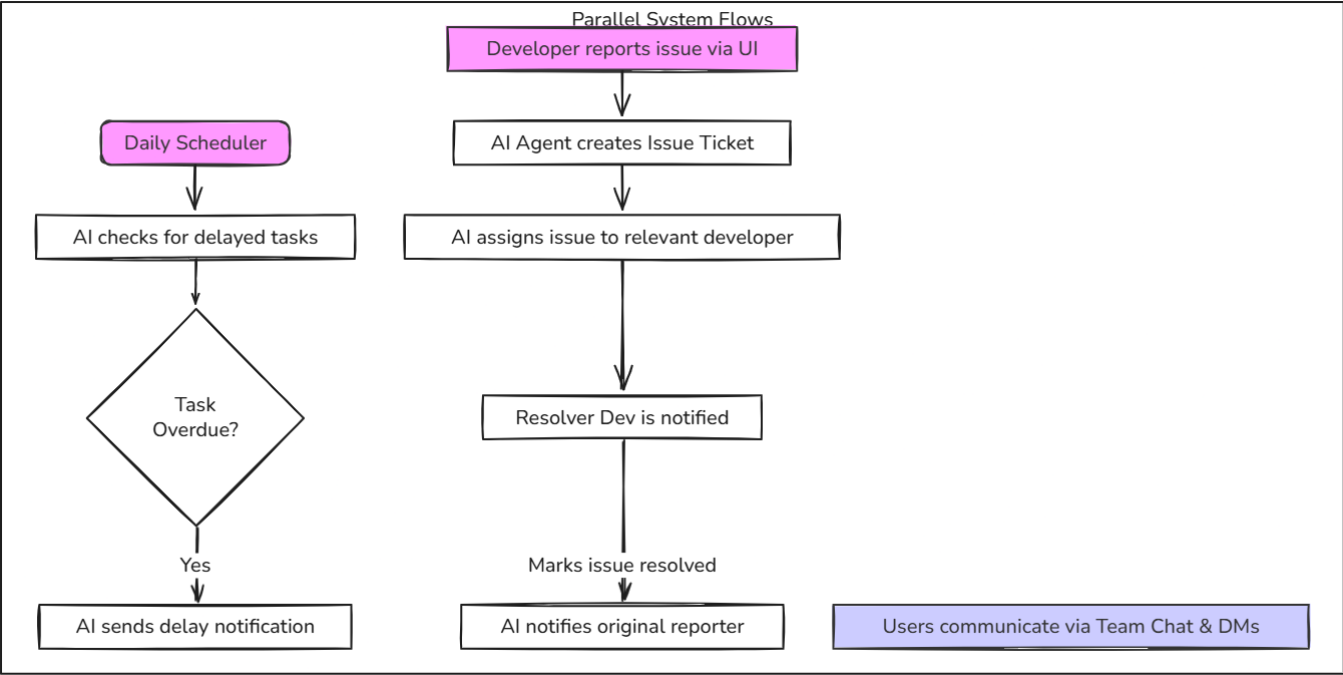 Parallel System Flows
Developer reports issue via UI
Daily Scheduler
AI Agent creates Issue Ticket
AI checks for delayed tasks
AI assigns issue to relevant developer
Task
Overdue?
Resolver Dev is notified
Yes
Marks issue resolved
AI sends delay notification
AI notifies original reporter
Users communicate via Team Chat & DMs